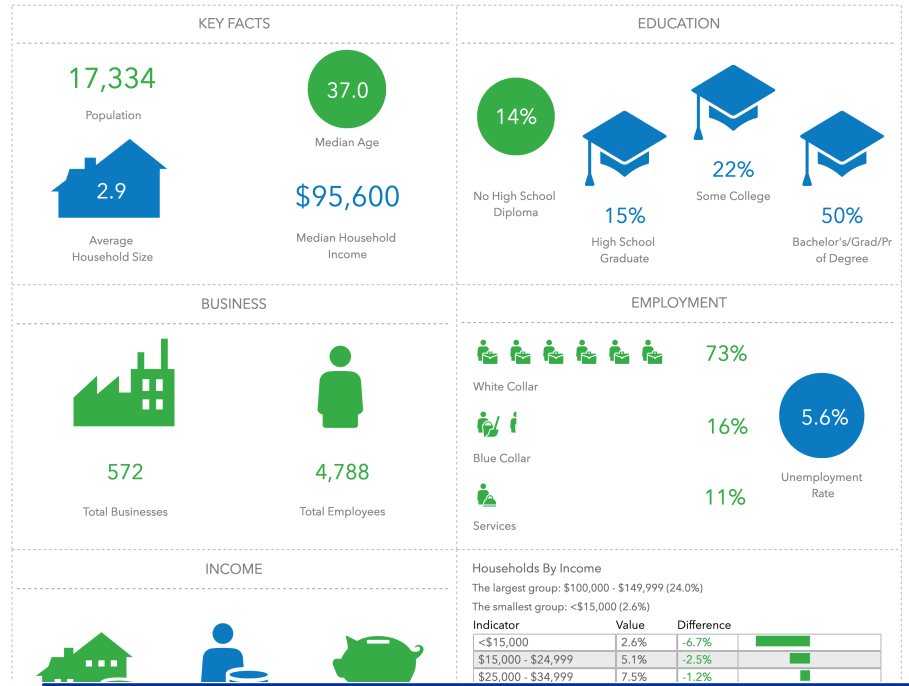 KEY FACTS
17,334
Population
37.0
Median Age
2.9
Average
Household Size
$95,600
Median Household
Income
EDUCATION
14%
No High School
Diploma
15%
High School
Graduate
22%
Some College
50%
Bachelor's/Grad/Pr
of Degree
BUSINESS
572
Total Businesses
4,788
Total Employees
EMPLOYMENT
73%
White Collar
16%
Blue Collar
11%
Services
5.6%
Unemployment
Rate
INCOME
Households By Income
The largest group: $100,000 - $149,999 (24.0%)
The smallest group: <$15,000 (2.6%)
Indicator Value Difference
<$15,000 2.6% -6.7%
$15,000 - $24,999 5.1% -2.5%
$25,000 - $34,999 7.5% -1.2%